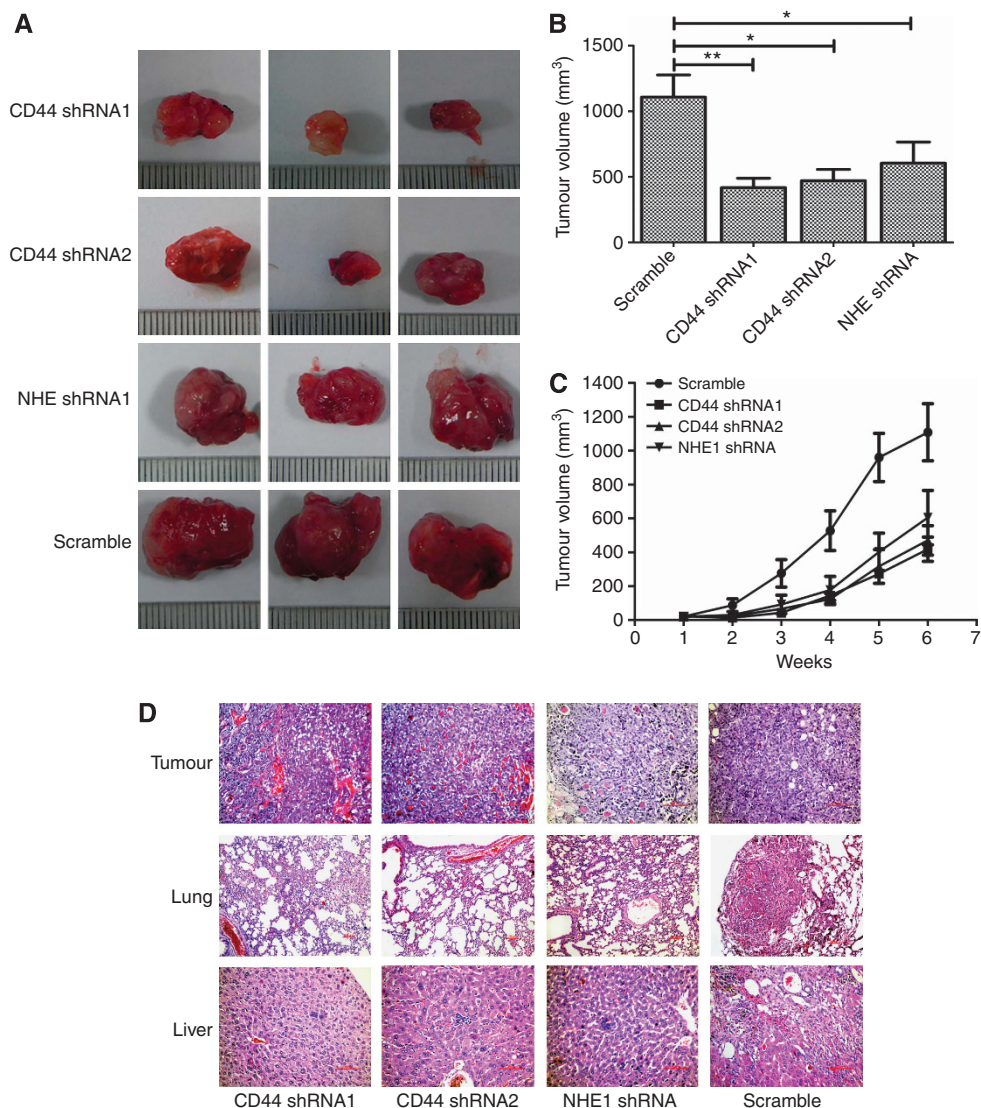 A
CD44 shRNA1
CD44 shRNA2
NHE shRNA1
Scramble
B
Tumour volume (mm³)
1500
1000
500
0
*
*
**
Scramble
CD44 shRNA1
CD44 shRNA2
NHE shRNA
C
Tumour volume (mm³)
1400
1200
1000
800
600
400
200
0
Scramble
CD44 shRNA1
CD44 shRNA2
NHE1 shRNA
0 1 2 3 4 5 6 7
Weeks
D
Tumour
Lung
Liver
CD44 shRNA1 CD44 shRNA2 NHE1 shRNA Scramble